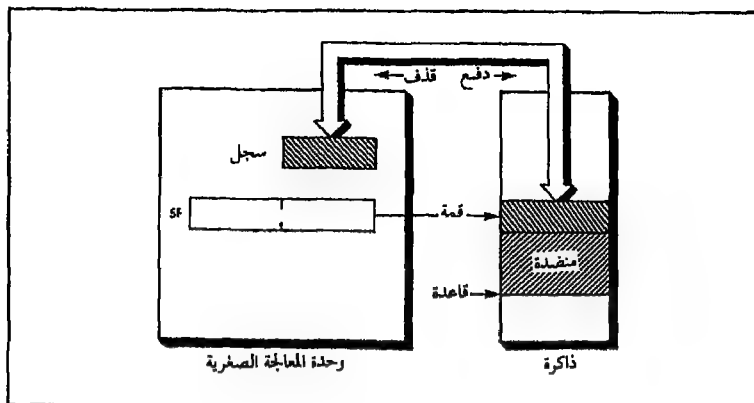 دفع قذف
سجل
SP
قمة
منضدة
قاعدة
وحدة المعالجة الصغرية
ذاكرة